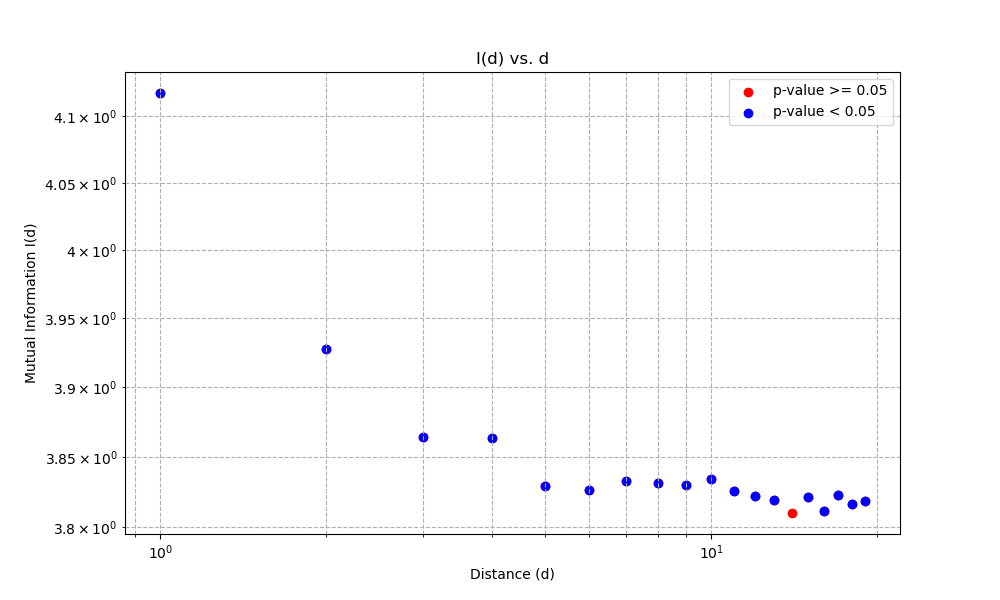 I(d) vs. d
p-value >= 0.05
p-value < 0.05
Mutual Information I(d)
4.1 × 10⁰
4.05 × 10⁰
4 × 10⁰
3.95 × 10⁰
3.9 × 10⁰
3.85 × 10⁰
3.8 × 10⁰
10⁰ 10¹
Distance (d)